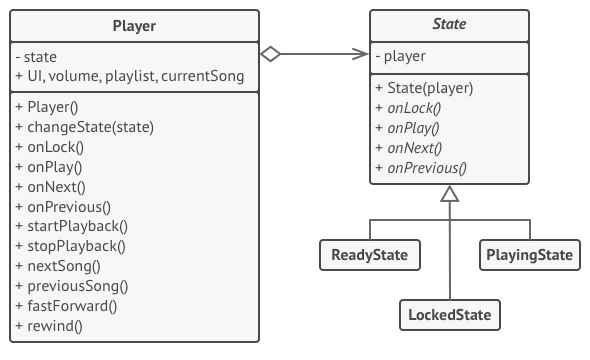 Player
- state
+ UI, volume, playlist, currentSong
+ Player()
+ changeState(state)
+ onLock()
+ onPlay()
+ onNext()
+ onPrevious()
+ startPlayback()
+ stopPlayback()
+ nextSong()
+ previousSong()
+ fastForward()
+ rewind()
State
- player
+ State(player)
+ onLock()
+ onPlay()
+ onNext()
+ onPrevious()
ReadyState
PlayingState
LockedState